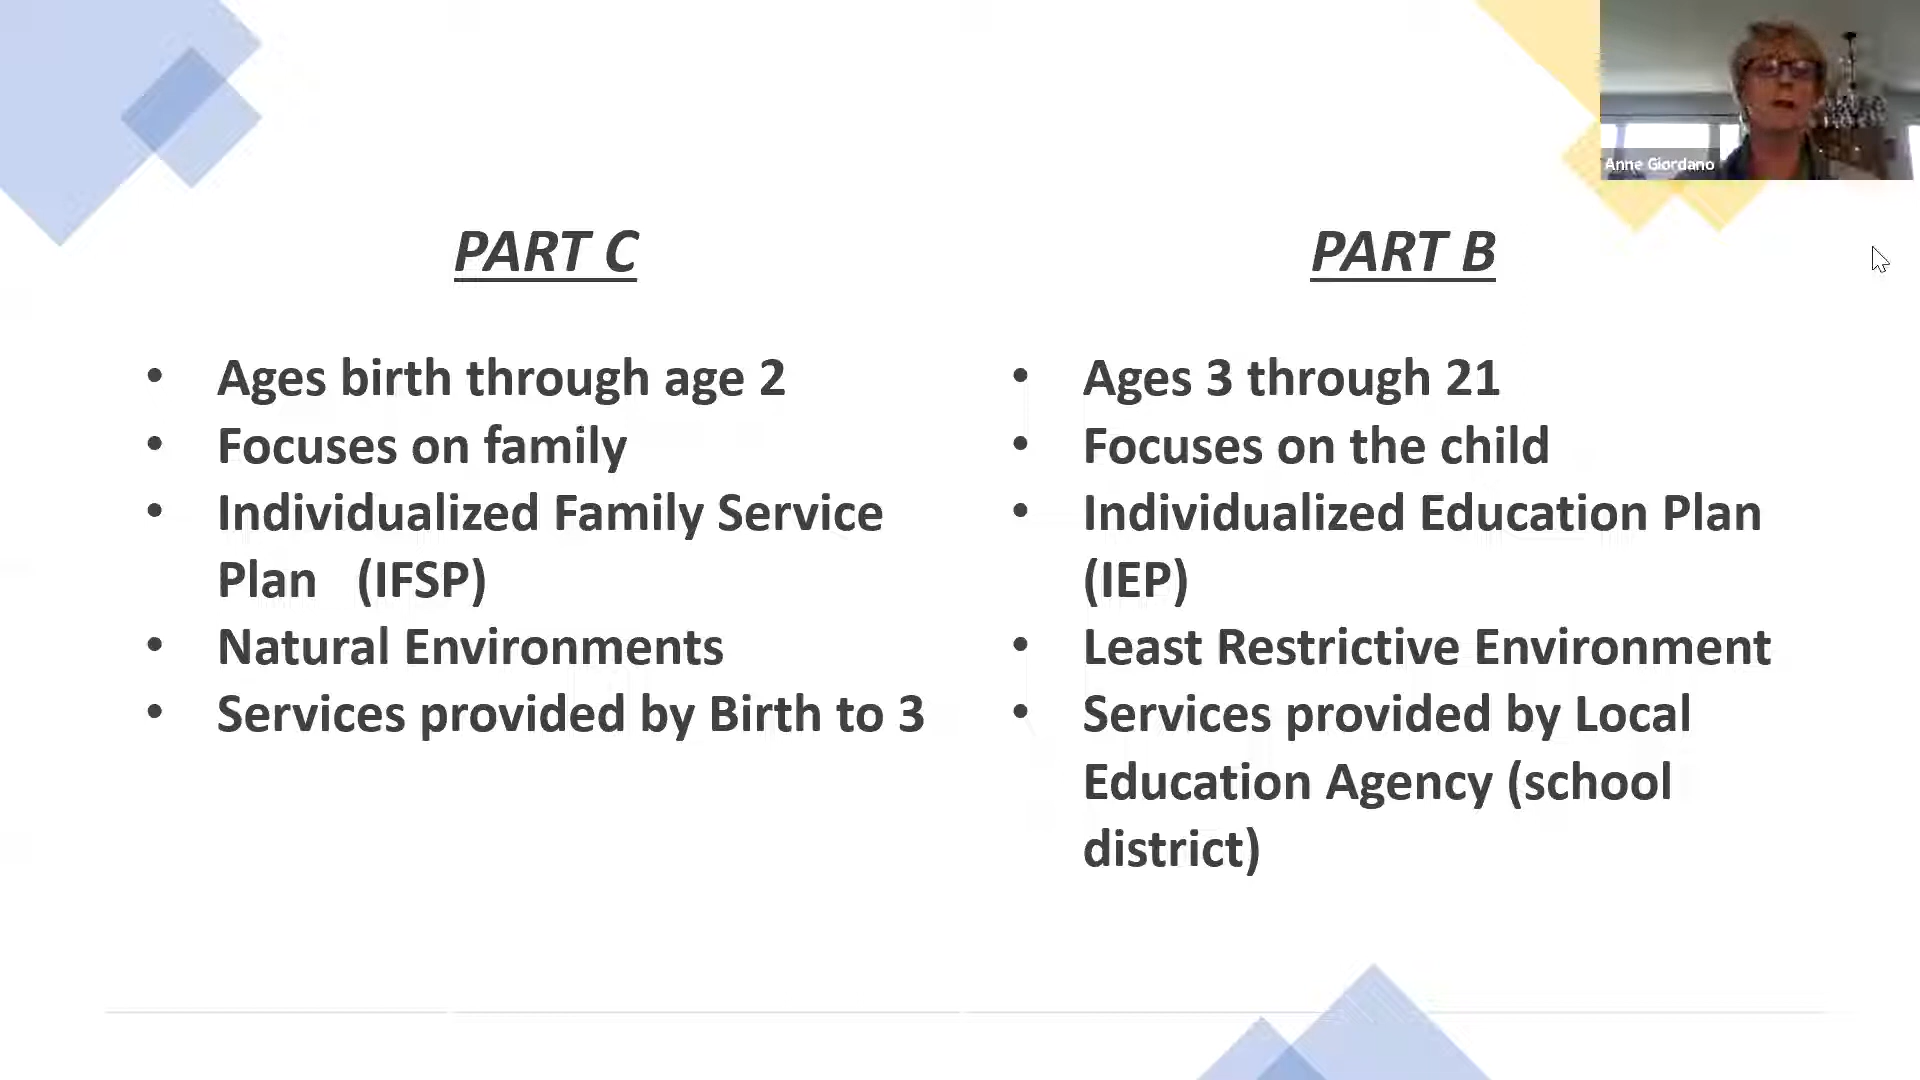 Anne Giordano
PART C
• Ages birth through age 2
• Focuses on family
• Individualized Family Service
Plan (IFSP)
• Natural Environments
• Services provided by Birth to 3
PART B
• Ages 3 through 21
• Focuses on the child
• Individualized Education Plan
(IEP)
• Least Restrictive Environment
• Services provided by Local
Education Agency (school
district)